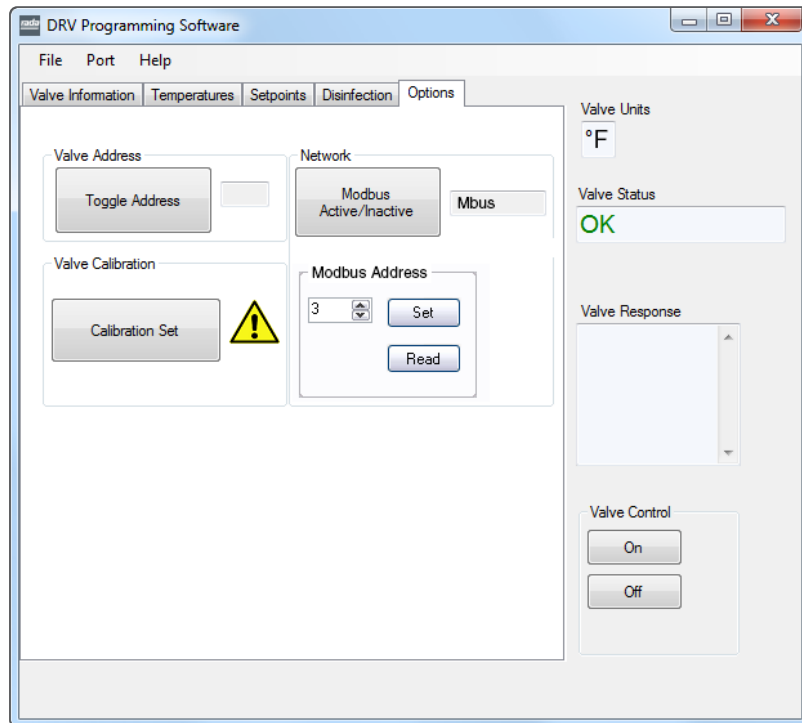 rada DRV Programming Software
File Port Help
Valve Information Temperatures Setpoints Disinfection Options
Valve Address
Toggle Address
Network
Modbus
Active/Inactive
Mbus
Valve Calibration
Calibration Set
!
Modbus Address
3
Set
Read
Valve Units
°F
Valve Status
OK
Valve Response
Valve Control
On
Off